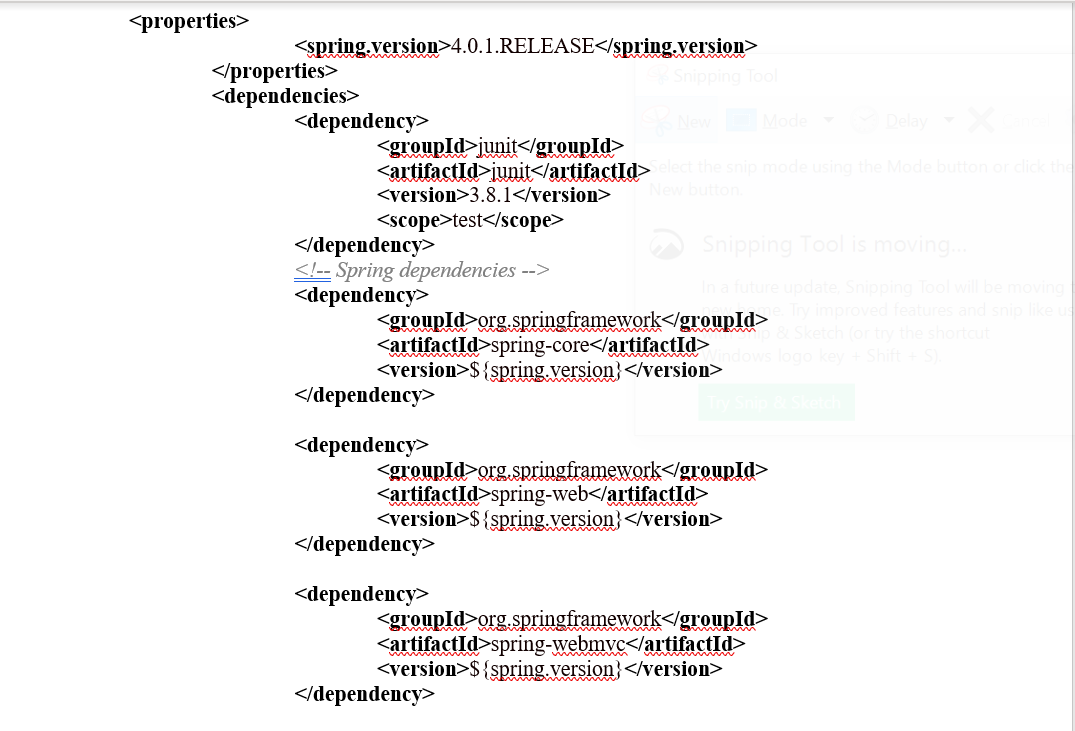 <properties>
<spring.version>4.0.1.RELEASE</spring.version>
</properties>
<dependencies>
<dependency>
<groupId>junit</groupId>
<artifactId>junit</artifactId>
<version>3.8.1</version>
<scope>test</scope>
</dependency>
<!-- Spring dependencies -->
<dependency>
<groupId>org.springframework</groupId>
<artifactId>spring-core</artifactId>
<version>${spring.version}</version>
</dependency>
<dependency>
<groupId>org.springframework</groupId>
<artifactId>spring-web</artifactId>
<version>${spring.version}</version>
</dependency>
<dependency>
<groupId>org.springframework</groupId>
<artifactId>spring-webmvc</artifactId>
<version>${spring.version}</version>
</dependency>
Snipping Tool
New Mode Delay
Select the snip mode using the Mode button or click the
New button.
Snipping Tool is moving...
In a future update, Snipping Tool will be moving
home. Try improved features and snip like
Snip & Sketch (or try the shortcut
Windows logo key + Shift + S).
Try Snip & Sketch